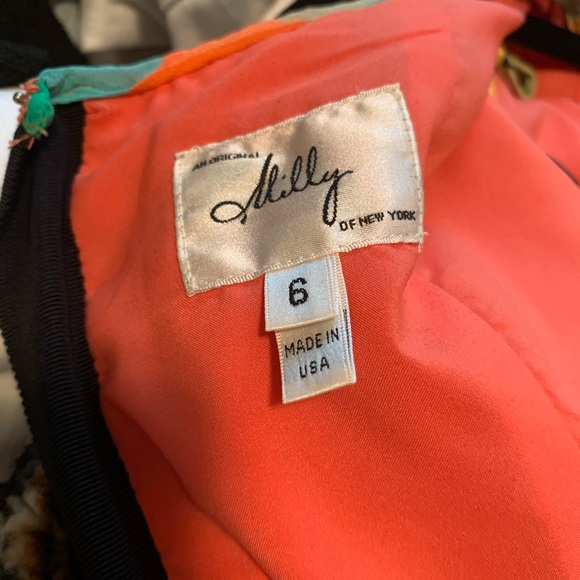 AN ORIGINAL
Milly
OF NEW YORK
6
MADE IN
USA